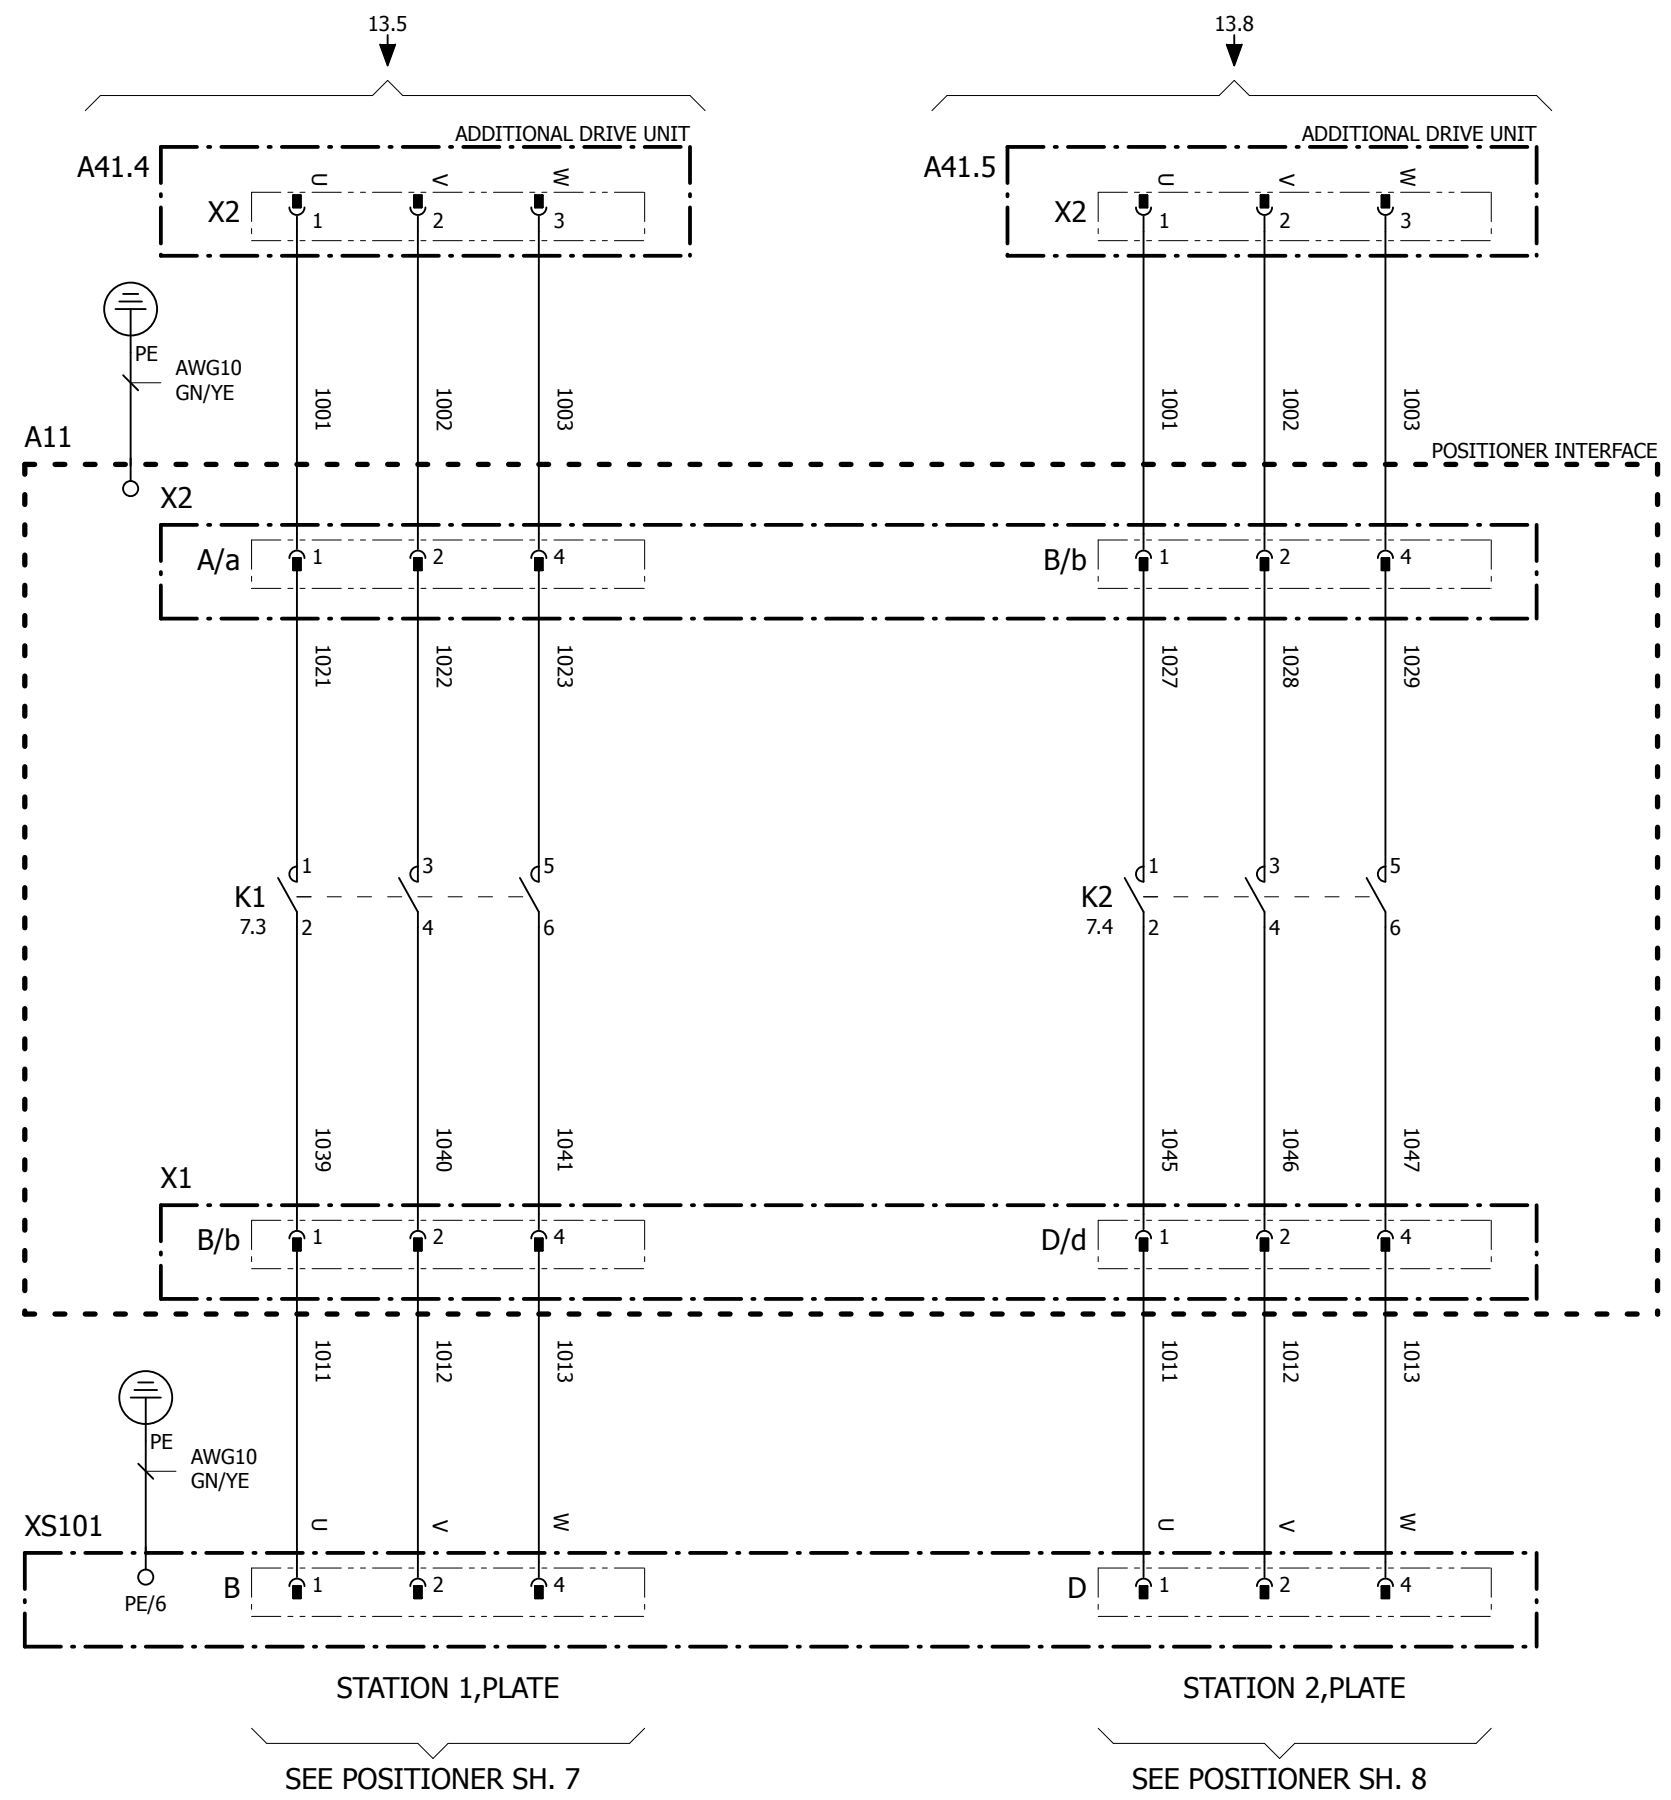 13.5 13.8
ADDITIONAL DRIVE UNIT ADDITIONAL DRIVE UNIT
A41.4 A41.5
U V W U V W
X2 1 2 3 X2 1 2 3
PE
AWG10
GN/YE
1001 1002 1003 1001 1002 1003
A11
POSITIONER INTERFACE
X2
A/a 1 2 4 B/b 1 2 4
1021 1022 1023 1027 1028 1029
1 3 5 1 3 5
K1 K2
7.3 2 4 6 7.4 2 4 6
1039 1040 1041 1045 1046 1047
X1
B/b 1 2 4 D/d 1 2 4
1011 1012 1013 1011 1012 1013
PE
AWG10
GN/YE
XS101 U V W U V W
B 1 2 4 D 1 2 4
PE/6
STATION 1,PLATE STATION 2,PLATE
SEE POSITIONER SH. 7 SEE POSITIONER SH. 8